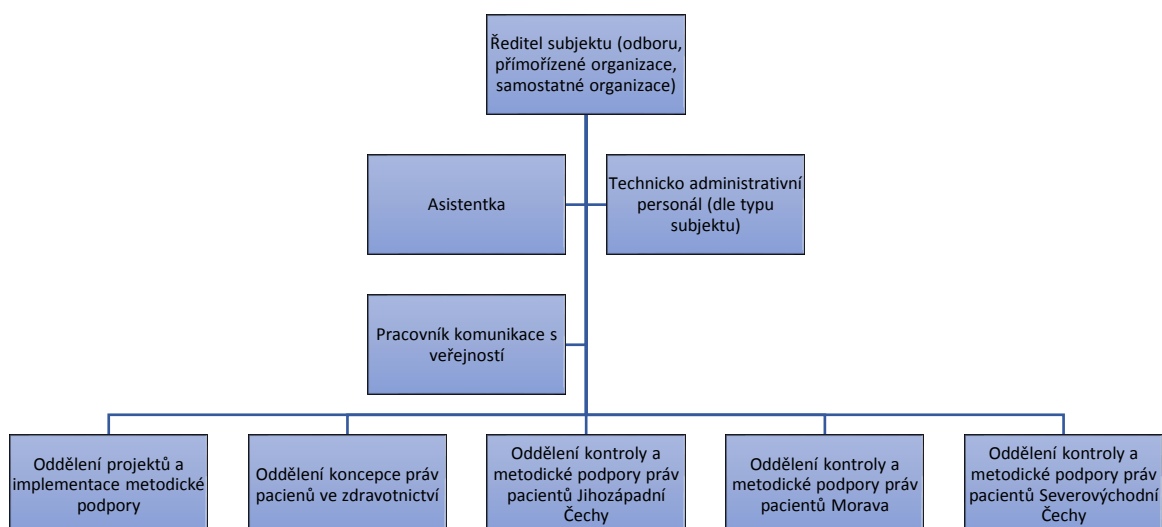 Ředitel subjektu (odboru,
přímořízené organizace,
samostatné organizace)
Asistentka
Technicko administrativní
personál (dle typu
subjektu)
Pracovník komunikace s
veřejností
Oddělení projektů a
implementace metodické
podpory
Oddělení koncepce práv
pacienů ve zdravotnictví
Oddělení kontroly a
metodické podpory práv
pacientů Jihozápadní
Čechy
Oddělení kontroly a
metodické podpory práv
pacientů Morava
Oddělení kontroly a
metodické podpory práv
pacientů Severovýchodní
Čechy